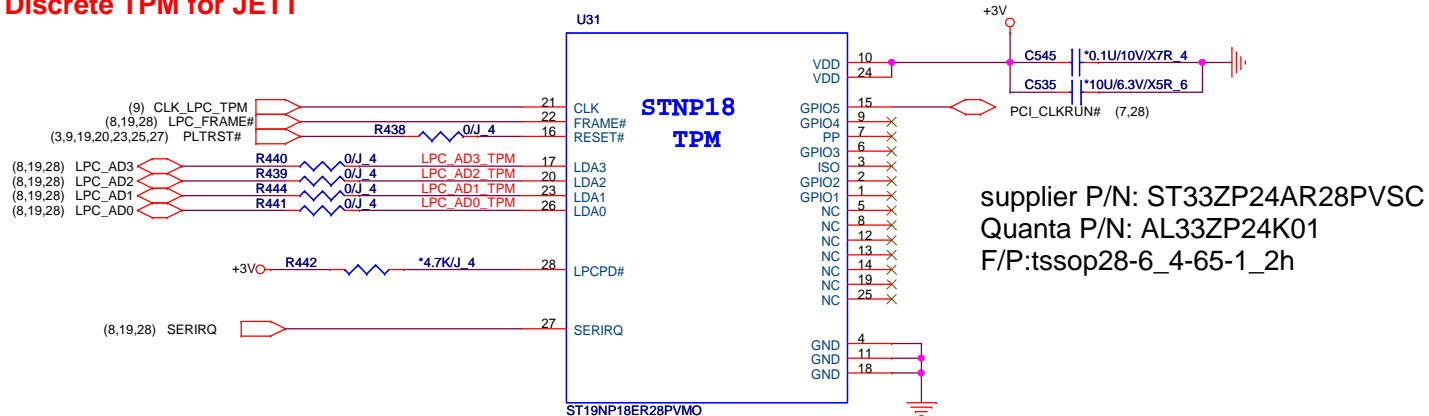 Discrete TPM for JETT
U31
+3V
C545 *0.1U/10V/X7R_4
C535 *10U/6.3V/X5R_6
STNP18
TPM
(9) CLK_LPC_TPM 21 CLK
(8,19,28) LPC_FRAME# 22 FRAME#
(3,9,19,20,23,25,27) PLTRST# R438 0/J_4 16 RESET#
(8,19,28) LPC_AD3 R440 0/J_4 LPC_AD3_TPM 17 LDA3
(8,19,28) LPC_AD2 R439 0/J_4 LPC_AD2_TPM 20 LDA2
(8,19,28) LPC_AD1 R444 0/J_4 LPC_AD1_TPM 23 LDA1
(8,19,28) LPC_AD0 R441 0/J_4 LPC_AD0_TPM 26 LDA0
+3V R442 *4.7K/J_4 28 LPCPD#
(8,19,28) SERIRQ 27 SERIRQ
VDD 10
VDD 24
GPIO5 15 PCI_CLKRUN# (7,28)
GPIO4 9
PP 7
GPIO3 6
ISO 3
GPIO2 2
GPIO1 1
NC 5
NC 8
NC 12
NC 13
NC 14
NC 19
NC 25
GND 4
GND 11
GND 18
ST19NP18ER28PVMO
supplier P/N: ST33ZP24AR28PVSC
Quanta P/N: AL33ZP24K01
F/P:tssop28-6_4-65-1_2h